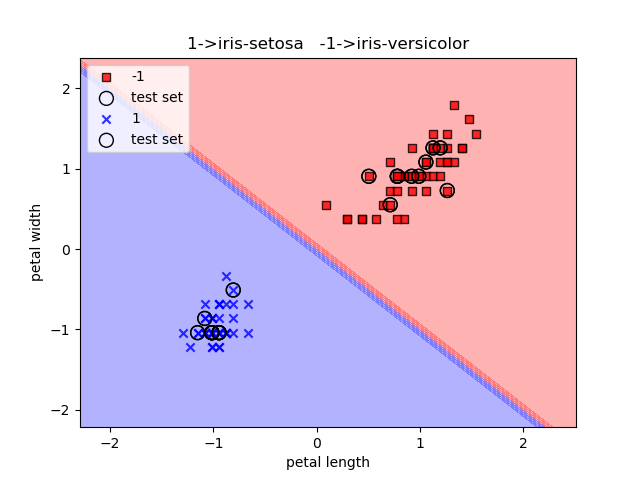 1->iris-setosa -1->iris-versicolor
-1
test set
1
test set
2
1
0
−1
−2
petal width
−2
−1
0
1
2
petal length